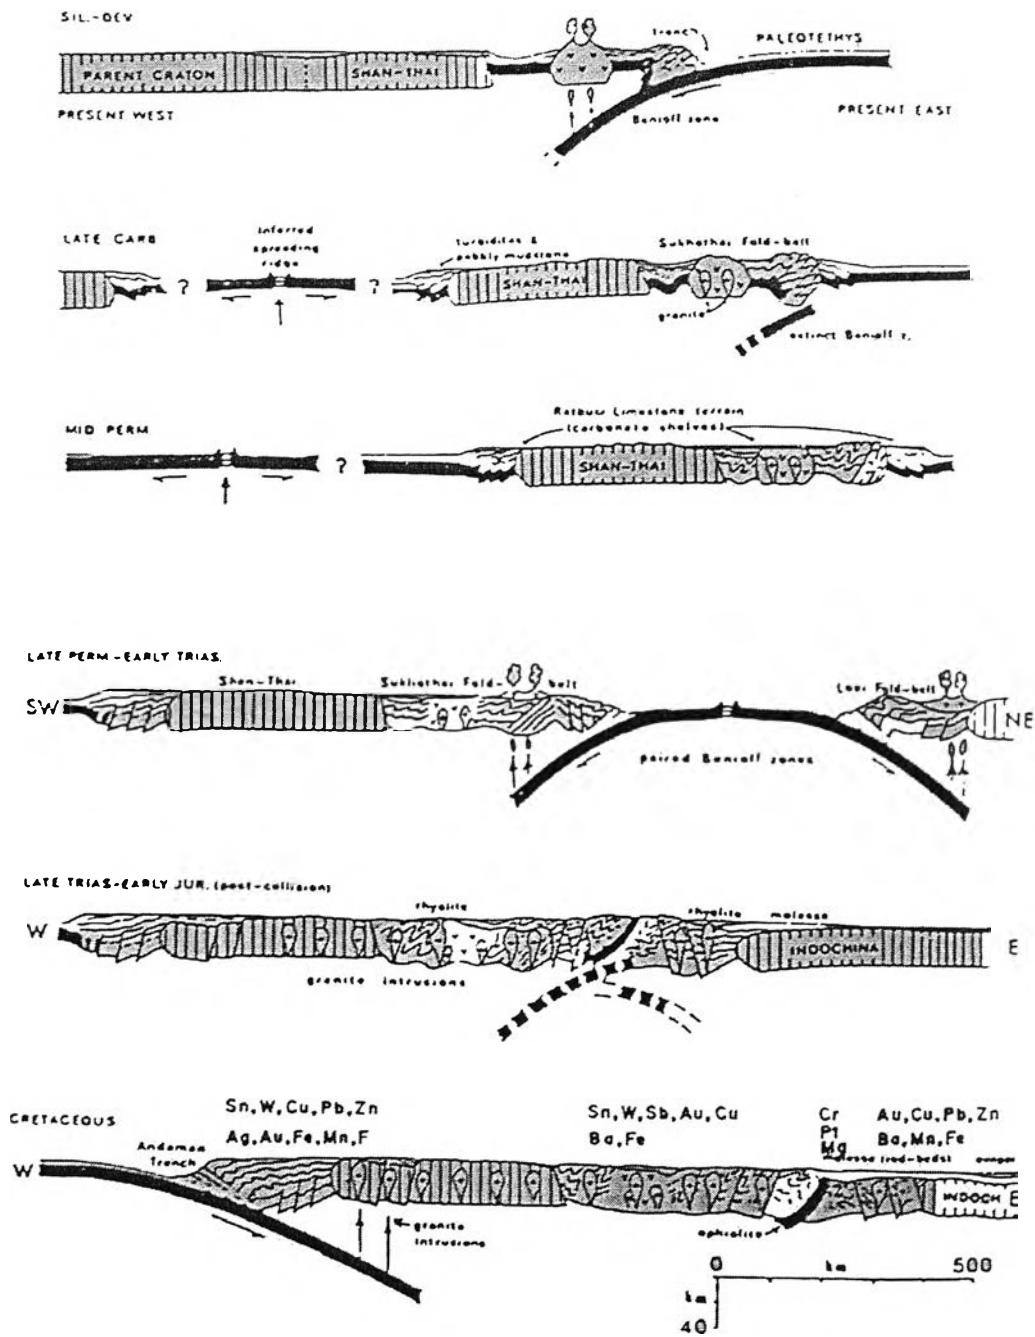 SIL.-DEV
trench
PALEOTETHYS
PARENT CRATON
SHAN-THAI
PRESENT WEST
Benioff zone
PRESENT EAST
LATE CARB
Inferred
spreading
ridge
turbidites &
pebbly mudstone
Sukhothai Fold-belt
?
?
SHAN-THAI
granite
extinct Benioff z.
MID PERM
Ratburi Limestone terrain
(carbonate shelves)
?
SHAN-THAI
LATE PERM-EARLY TRIAS.
Shan-Thai
Sukhothai Fold-belt
Loei Fold-belt
SW
NE
paired Benioff zones
LATE TRIAS-EARLY JUR. (post-collision)
rhyolite
rhyolite molasse
W
INDOCHINA
E
granite intrusions
CRETACEOUS
Sn,W,Cu,Pb,Zn
Ag,Au,Fe,Mn,F
Sn,W,Sb,Au,Cu
Ba,Fe
Cr
Pt
Mg
Au,Cu,Pb,Zn
Ba,Mn,Fe
molasse (red-beds)
Andaman
Trench
W
INDOCH
E
granite
intrusions
ophiolite
0 km 500
km
40